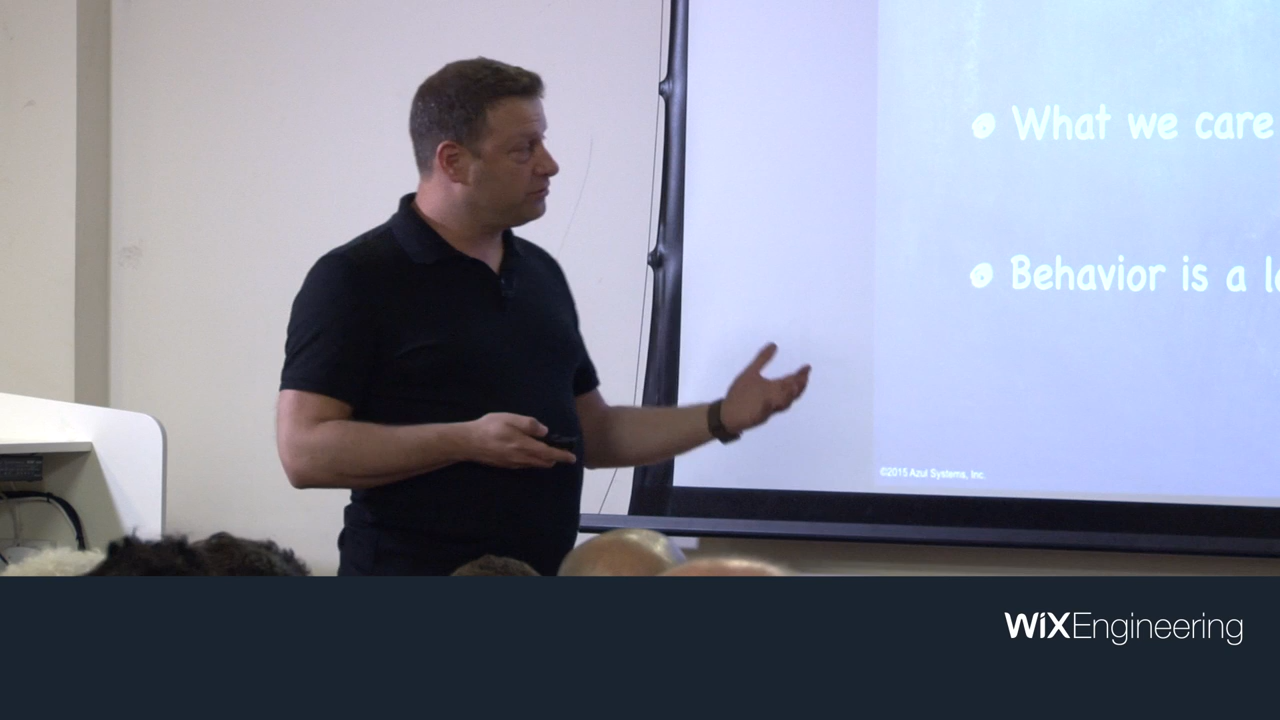 • What we care
• Behavior is a
©2015 Azul Systems, Inc.
WiXEngineering